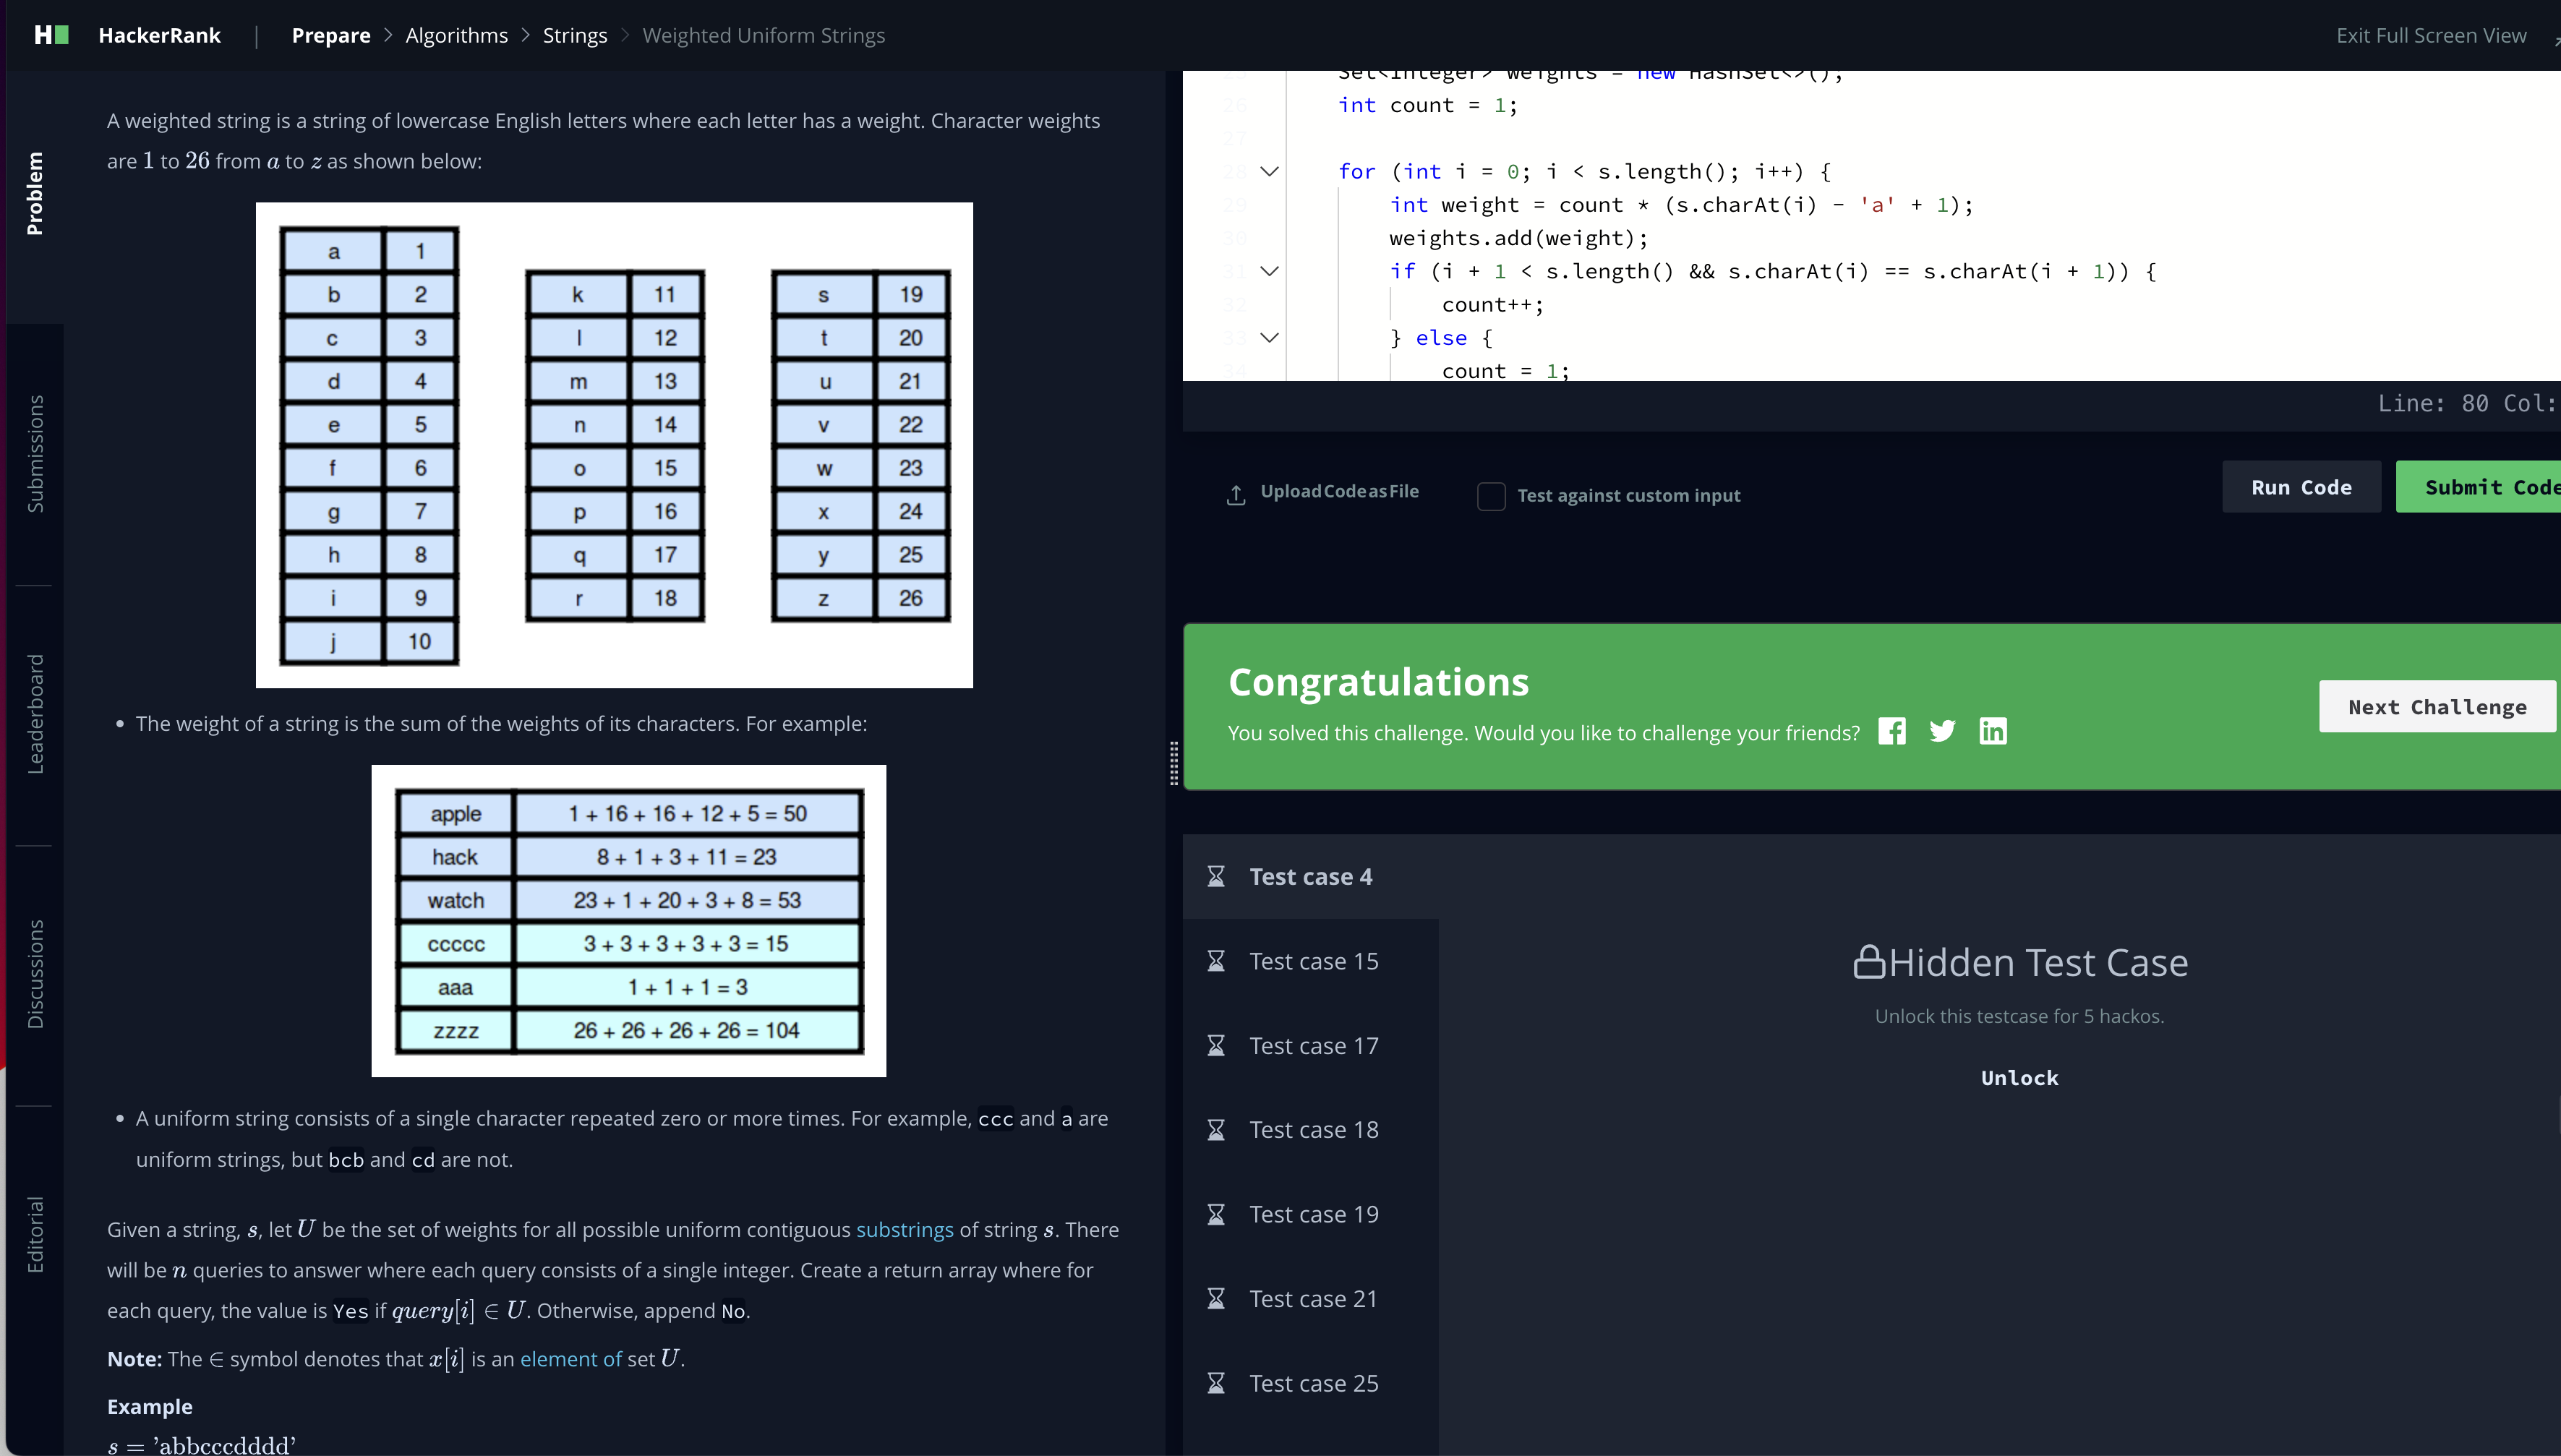 HackerRank | Prepare > Algorithms > Strings > Weighted Uniform Strings
Exit Full Screen View
Problem
Submissions
Leaderboard
Discussions
Editorial
A weighted string is a string of lowercase English letters where each letter has a weight. Character weights
are 1 to 26 from a to z as shown below:
a 1
b 2
c 3
d 4
e 5
f 6
g 7
h 8
i 9
j 10
k 11
l 12
m 13
n 14
o 15
p 16
q 17
r 18
s 19
t 20
u 21
v 22
w 23
x 24
y 25
z 26
• The weight of a string is the sum of the weights of its characters. For example:
apple 1 + 16 + 16 + 12 + 5 = 50
hack 8 + 1 + 3 + 11 = 23
watch 23 + 1 + 20 + 3 + 8 = 53
ccccc 3 + 3 + 3 + 3 + 3 = 15
aaa 1 + 1 + 1 = 3
zzzz 26 + 26 + 26 + 26 = 104
• A uniform string consists of a single character repeated zero or more times. For example, ccc and a are
uniform strings, but bcb and cd are not.
Given a string, s, let U be the set of weights for all possible uniform contiguous substrings of string s. There
will be n queries to answer where each query consists of a single integer. Create a return array where for
each query, the value is Yes if query[i] ∈ U. Otherwise, append No.
Note: The ∈ symbol denotes that x[i] is an element of set U.
Example
s = 'abbcccdddd'
Set<Integer> weights = new HashSet<>();
26 int count = 1;
27
28 for (int i = 0; i < s.length(); i++) {
29 int weight = count * (s.charAt(i) - 'a' + 1);
30 weights.add(weight);
31 if (i + 1 < s.length() && s.charAt(i) == s.charAt(i + 1)) {
32 count++;
33 } else {
34 count = 1;
Line: 80 Col:
Upload Code as File
Test against custom input
Run Code
Submit Code
Congratulations
You solved this challenge. Would you like to challenge your friends?
Next Challenge
Test case 4
Test case 15
Test case 17
Test case 18
Test case 19
Test case 21
Test case 25
Hidden Test Case
Unlock this testcase for 5 hackos.
Unlock